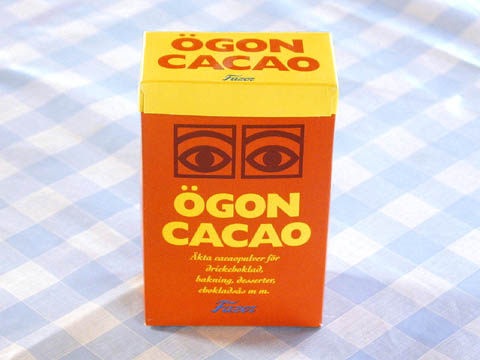 ÖGON
CACAO
Fazer
ÖGON
CACAO
Äkta cacaopulver för
drickchoklad,
bakning, desserter,
chokladsås m m.
Fazer